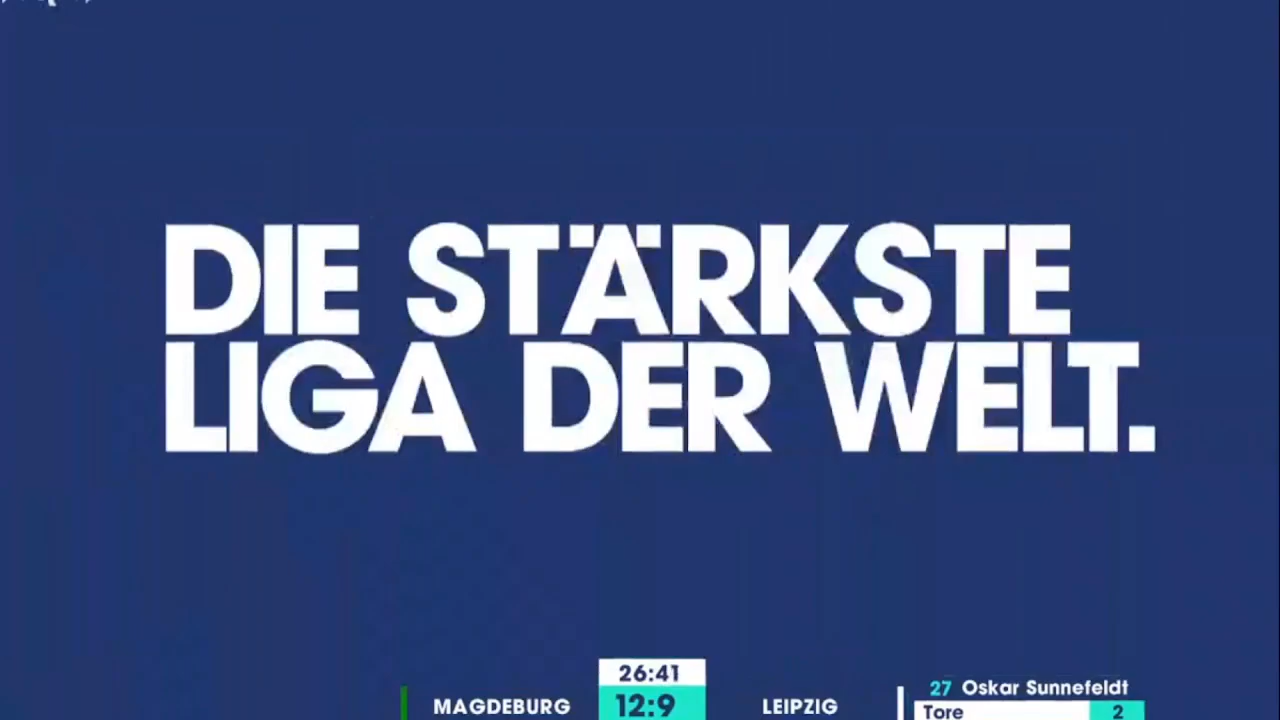 DIE STÄRKSTE
LIGA DER WELT.
26:41
MAGDEBURG 12:9 LEIPZIG
27 Oskar Sunnefeldt
Tore 2